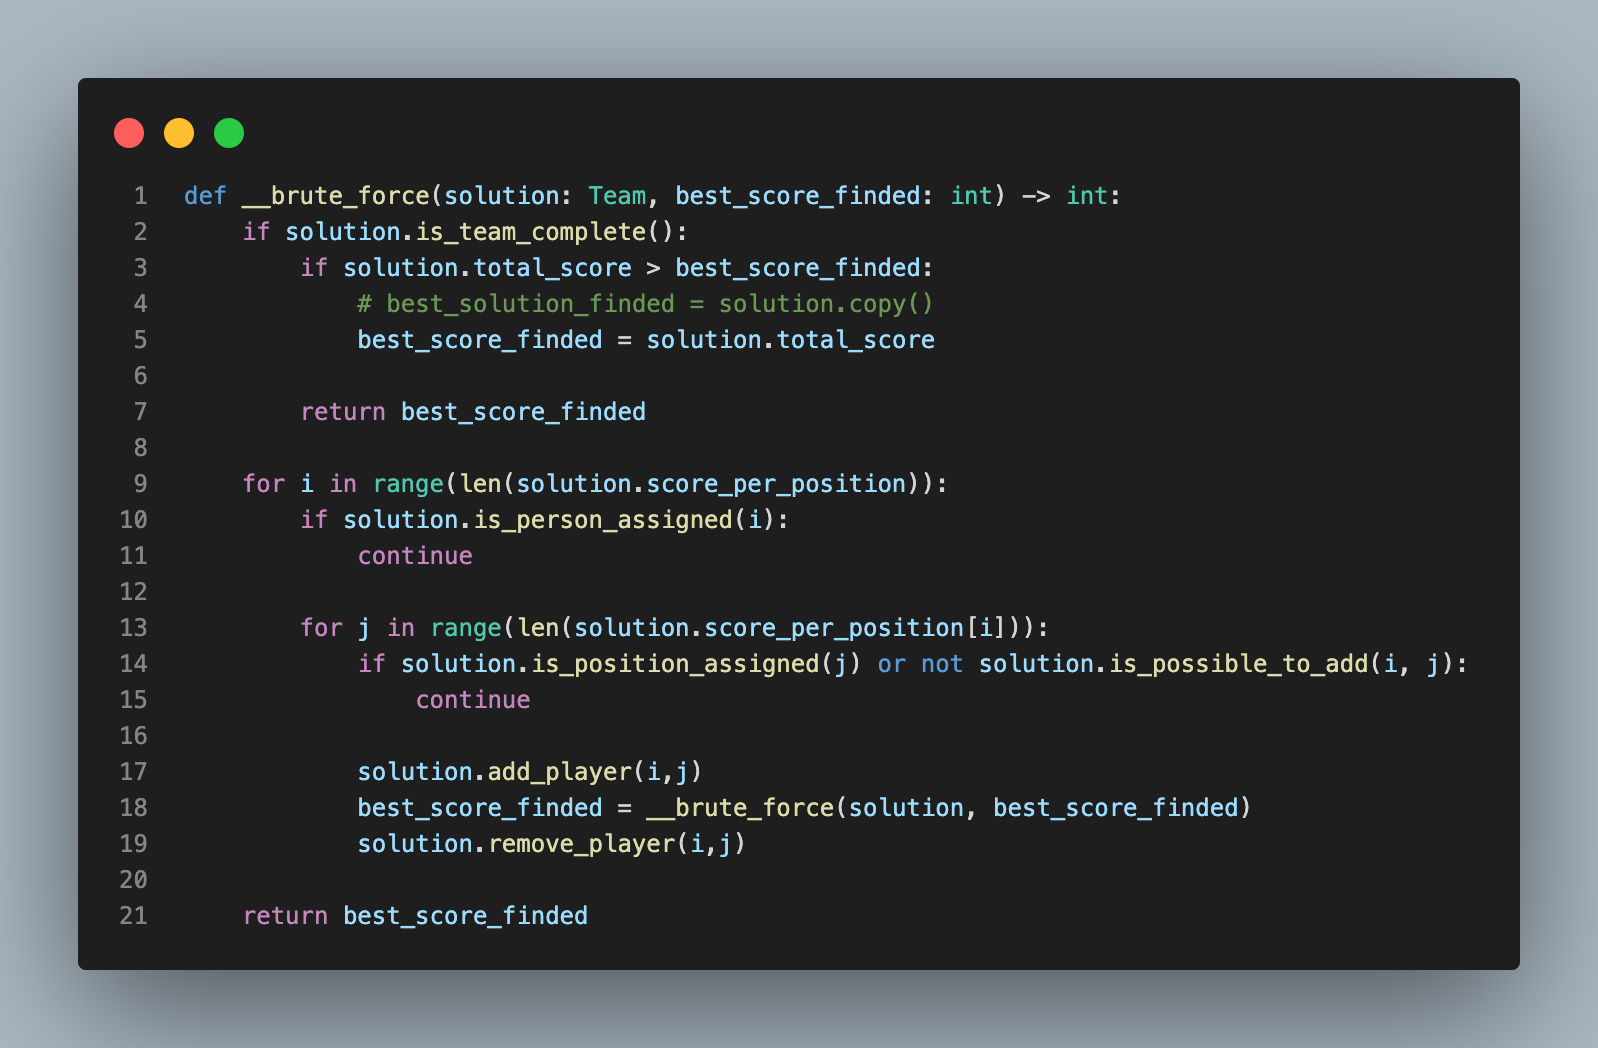 1 def __brute_force(solution: Team, best_score_finded: int) -> int:
2     if solution.is_team_complete():
3         if solution.total_score > best_score_finded:
4             # best_solution_finded = solution.copy()
5             best_score_finded = solution.total_score
6
7         return best_score_finded
8
9     for i in range(len(solution.score_per_position)):
10         if solution.is_person_assigned(i):
11             continue
12
13         for j in range(len(solution.score_per_position[i])):
14             if solution.is_position_assigned(j) or not solution.is_possible_to_add(i, j):
15                 continue
16
17             solution.add_player(i,j)
18             best_score_finded = __brute_force(solution, best_score_finded)
19             solution.remove_player(i,j)
20
21     return best_score_finded